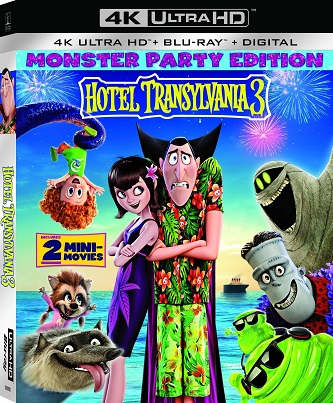 4K ULTRA HD
4K ULTRA HD + BLU-RAY + DIGITAL
MONSTER PARTY EDITION
HOTEL TRANSYLVANIA 3
INCLUDES
2 MINI-
MOVIES
HOTEL TRANSYLVANIA 3